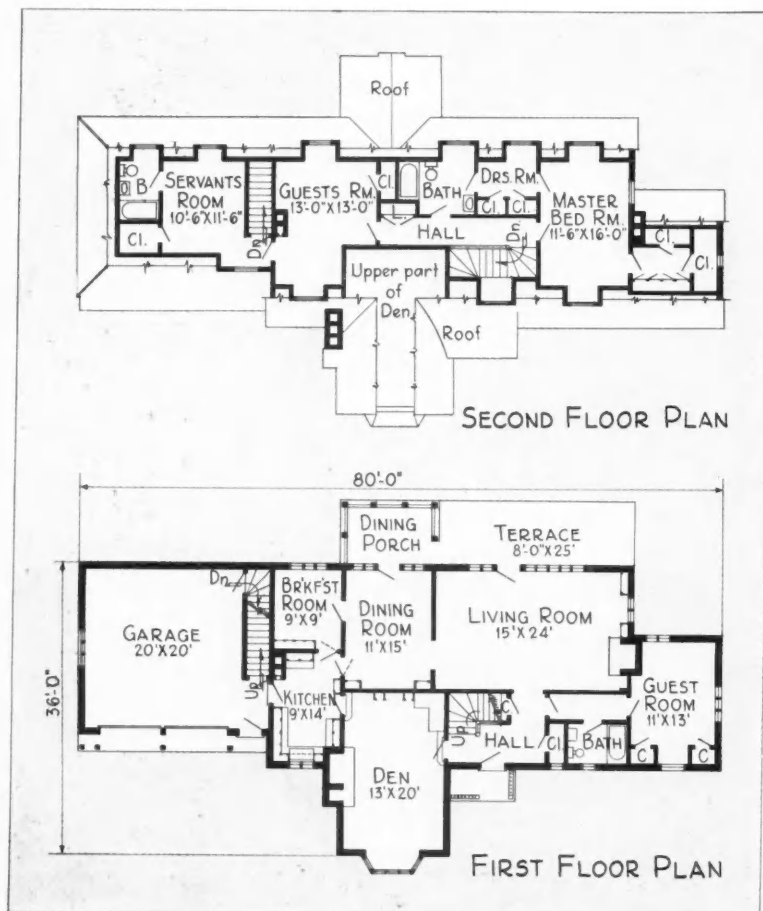 Roof
B
SERVANTS
ROOM
10'-6"X11'-6"
Cl.
Dn.
GUESTS RM.
13'-0"X13'-0"
Cl.
L.
BATH
DRS. RM.
Cl.
Cl.
HALL
Dn.
MASTER
BED RM.
11'-6"X16'-0"
Cl.
Cl.
Upper part
of
Den
Roof
SECOND FLOOR PLAN
80'-0"
36'-0"
DINING
PORCH
TERRACE
8'-0"X25'
Dn.
GARAGE
20'X20'
Up
BR'KF'ST
ROOM
9'X9'
DINING
ROOM
11'X15'
LIVING ROOM
15'X24'
KITCHEN
9'X14'
DEN
13'X20'
Up
C
HALL
Cl.
BATH
GUEST
ROOM
11'X13'
C
C
FIRST FLOOR PLAN